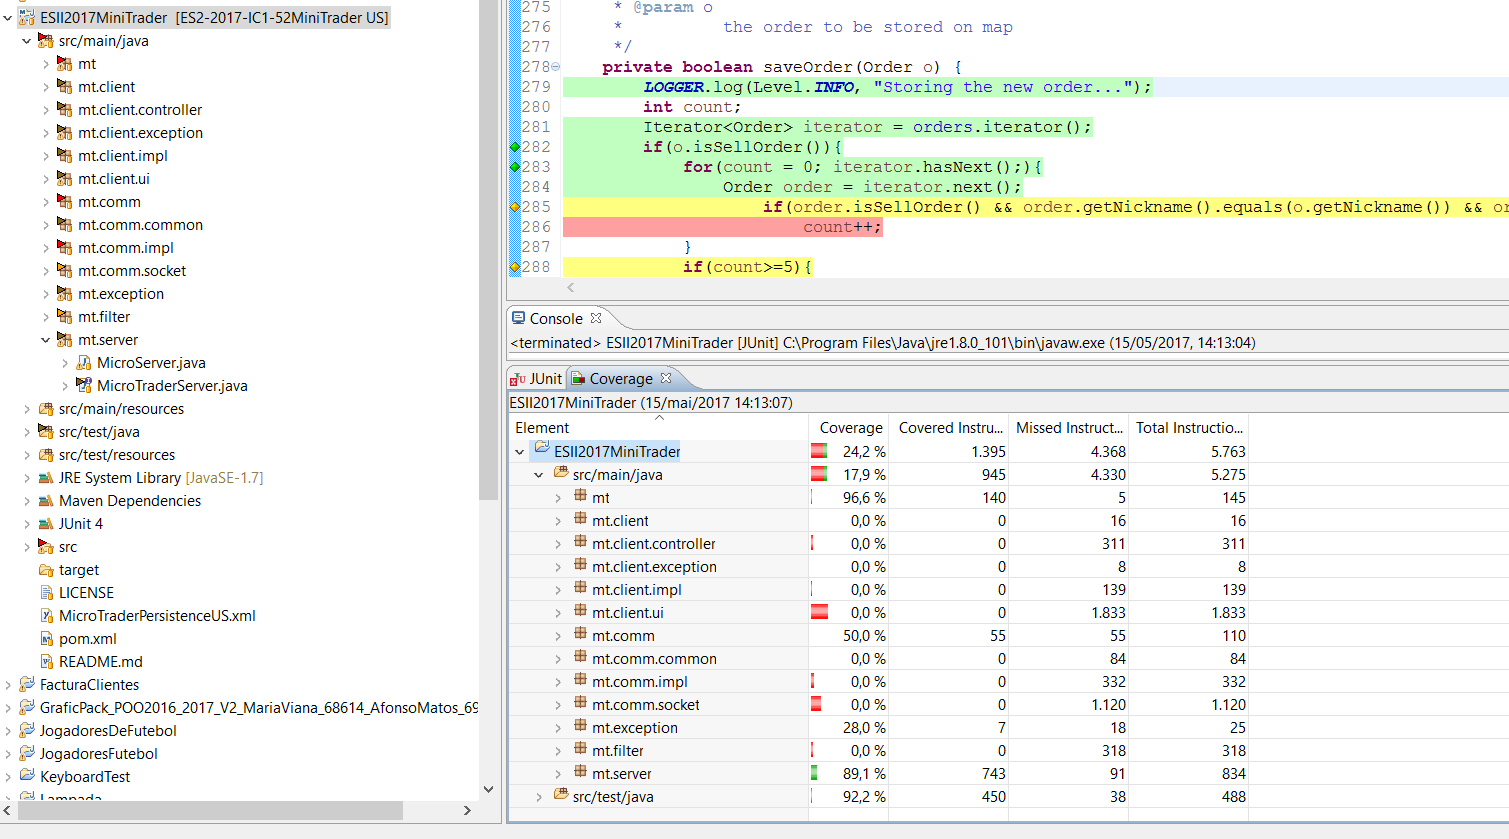 ESII2017MiniTrader [ES2-2017-IC1-52MiniTrader US]
src/main/java
mt
mt.client
mt.client.controller
mt.client.exception
mt.client.impl
mt.client.ui
mt.comm
mt.comm.common
mt.comm.impl
mt.comm.socket
mt.exception
mt.filter
mt.server
MicroServer.java
MicroTraderServer.java
src/main/resources
src/test/java
src/test/resources
JRE System Library [JavaSE-1.7]
Maven Dependencies
JUnit 4
src
target
LICENSE
MicroTraderPersistenceUS.xml
pom.xml
README.md
FacturaClientes
GraficPack_POO2016_2017_V2_MariaViana_68614_AfonsoMatos_69
JogadoresDeFutebol
JogadoresFutebol
KeyboardTest
Lampada
275 * @param o
276 * the order to be stored on map
277 */
278 private boolean saveOrder(Order o) {
279 LOGGER.log(Level.INFO, "Storing the new order...");
280 int count;
281 Iterator<Order> iterator = orders.iterator();
282 if(o.isSellOrder()){
283 for(count = 0; iterator.hasNext();){
284 Order order = iterator.next();
285 if(order.isSellOrder() && order.getNickname().equals(o.getNickname()) && or
286 count++;
287 }
288 if(count>=5){
Console
<terminated> ESII2017MiniTrader [JUnit] C:\Program Files\Java\jre1.8.0_101\bin\javaw.exe (15/05/2017, 14:13:04)
JUnit Coverage
ESII2017MiniTrader (15/mai/2017 14:13:07)
Element Coverage Covered Instru... Missed Instruct... Total Instructio...
ESII2017MiniTrader 24,2 % 1.395 4.368 5.763
src/main/java 17,9 % 945 4.330 5.275
mt 96,6 % 140 5 145
mt.client 0,0 % 0 16 16
mt.client.controller 0,0 % 0 311 311
mt.client.exception 0,0 % 0 8 8
mt.client.impl 0,0 % 0 139 139
mt.client.ui 0,0 % 0 1.833 1.833
mt.comm 50,0 % 55 55 110
mt.comm.common 0,0 % 0 84 84
mt.comm.impl 0,0 % 0 332 332
mt.comm.socket 0,0 % 0 1.120 1.120
mt.exception 28,0 % 7 18 25
mt.filter 0,0 % 0 318 318
mt.server 89,1 % 743 91 834
src/test/java 92,2 % 450 38 488